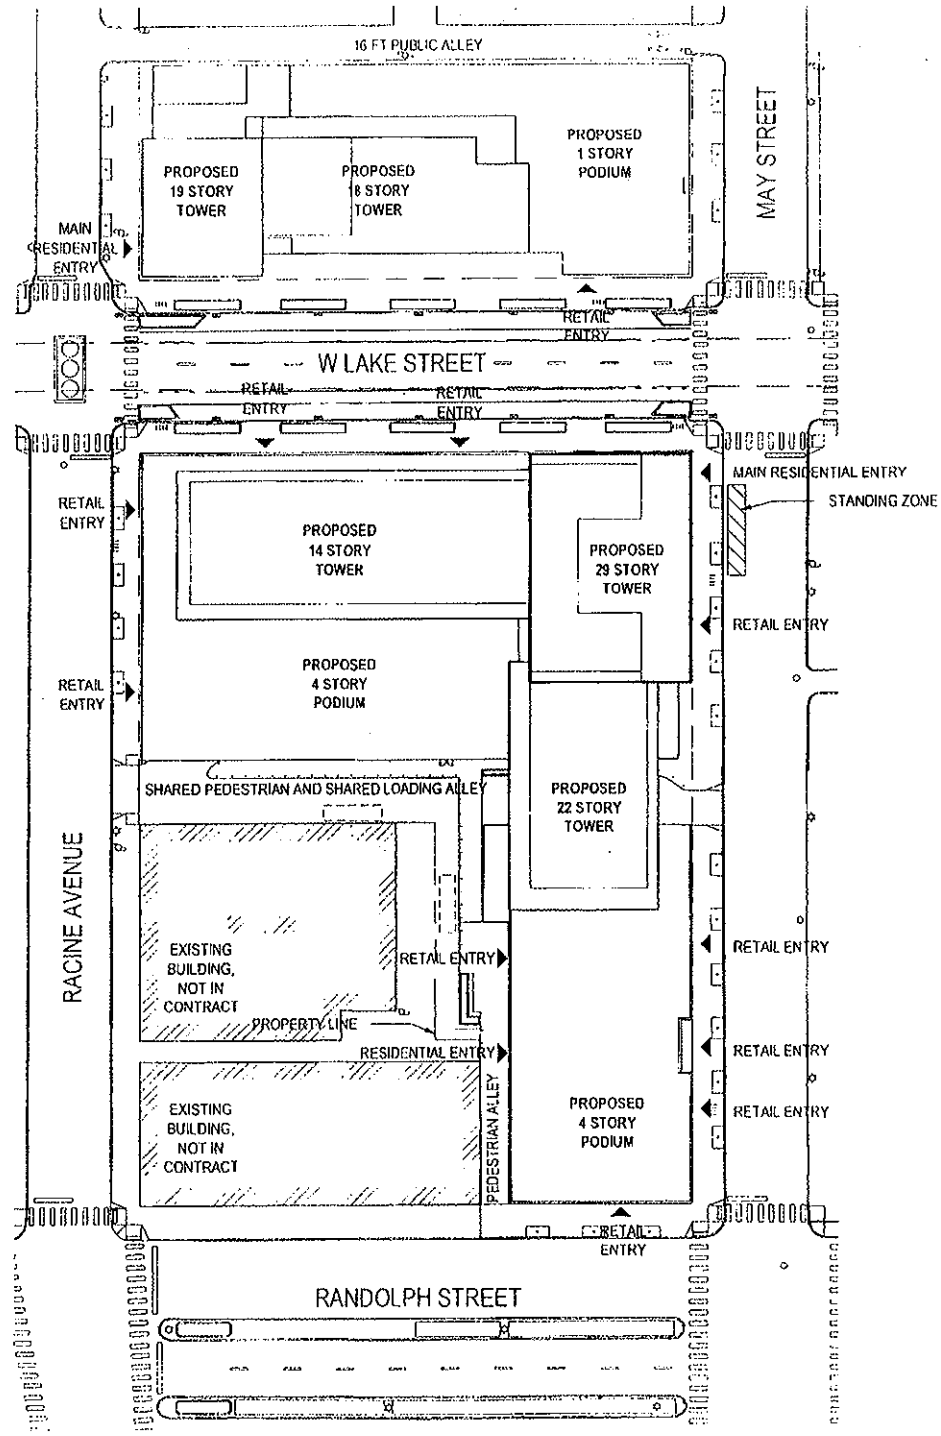 16 FT PUBLIC ALLEY
MAY STREET
PROPOSED
1 STORY
PODIUM
PROPOSED
19 STORY
TOWER
PROPOSED
18 STORY
TOWER
MAIN
RESIDENTIAL
ENTRY
RETAIL
ENTRY
W LAKE STREET
RETAIL
ENTRY
RETAIL
ENTRY
MAIN RESIDENTIAL ENTRY
STANDING ZONE
RETAIL
ENTRY
PROPOSED
14 STORY
TOWER
PROPOSED
29 STORY
TOWER
RETAIL ENTRY
RETAIL
ENTRY
PROPOSED
4 STORY
PODIUM
SHARED PEDESTRIAN AND SHARED LOADING ALLEY
PROPOSED
22 STORY
TOWER
RACINE AVENUE
EXISTING
BUILDING,
NOT IN
CONTRACT
RETAIL ENTRY
RETAIL ENTRY
PROPERTY LINE
RESIDENTIAL ENTRY
RETAIL ENTRY
EXISTING
BUILDING,
NOT IN
CONTRACT
PEDESTRIAN ALLEY
PROPOSED
4 STORY
PODIUM
RETAIL ENTRY
RETAIL
ENTRY
RANDOLPH STREET